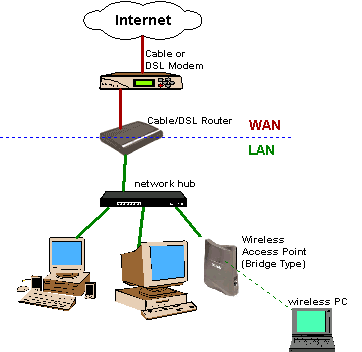 Internet
Cable or
DSL Modem
Cable/DSL Router
WAN
LAN
network hub
Wireless
Access Point
(Bridge Type)
wireless PC